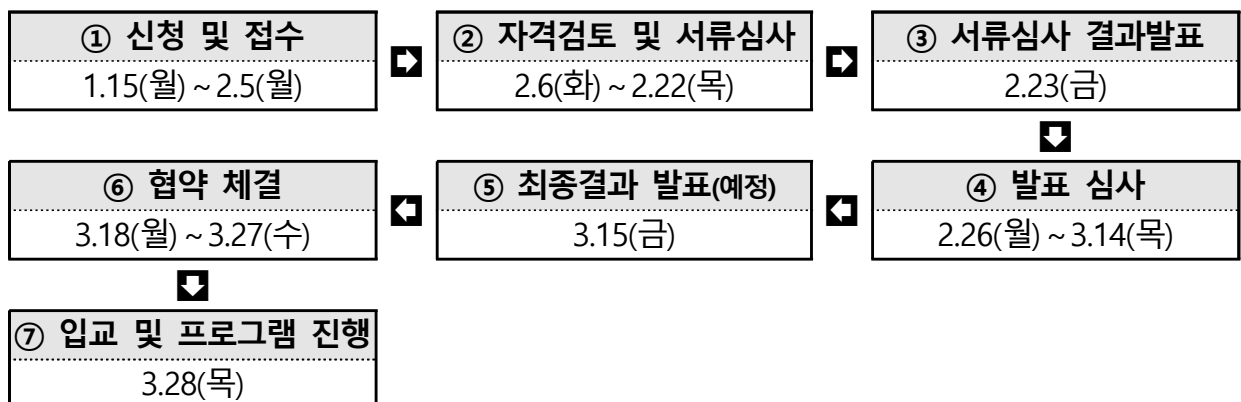 ① 신청 및 접수
1.15(월) ~ 2.5(월)
② 자격검토 및 서류심사
2.6(화) ~ 2.22(목)
③ 서류심사 결과발표
2.23(금)
④ 발표 심사
2.26(월) ~ 3.14(목)
⑤ 최종결과 발표(예정)
3.15(금)
⑥ 협약 체결
3.18(월) ~ 3.27(수)
⑦ 입교 및 프로그램 진행
3.28(목)